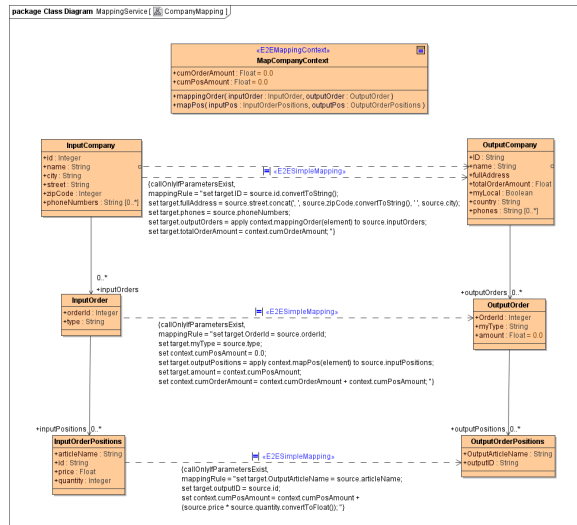 package Class Diagram MappingService [ CompanyMapping ]
«E2EMappingContext»
MapCompanyContext
+cumOrderAmount : Float = 0.0
+cumPosAmount : Float = 0.0
+mappingOrder( inputOrder : InputOrder, outputOrder : OutputOrder )
+mapPos( inputPos : InputOrderPositions, outputPos : OutputOrderPositions )
InputCompany
+id : Integer
+name : String
+city : String
+street : String
+zipCode : Integer
+phoneNumbers : String [0..*]
«E2ESimpleMapping»
{callOnlyIfParametersExist,
mappingRule = "set target.ID = source.id.convertToString();
set target.fullAddress = source.street.concat(', ', source.zipCode.convertToString(), ' ', source.city);
set target.phones = source.phoneNumbers;
set target.outputOrders = apply context.mappingOrder(element) to source.inputOrders;
set target.totalOrderAmount = context.cumOrderAmount; "}
OutputCompany
+ID : String
+name : String
+fullAddress
+totalOrderAmount : Float
+myLocal : Boolean
+country : String
+phones : String [0..*]
0..*
+inputOrders
+outputOrders 0..*
InputOrder
+orderId : Integer
+type : String
«E2ESimpleMapping»
{callOnlyIfParametersExist,
mappingRule = "set target.OrderId = source.orderId;
set target.myType = source.type;
set context.cumPosAmount = 0.0;
set target.outputPositions = apply context.mapPos(element) to source.inputPositions;
set target.amount = context.cumPosAmount;
set context.cumOrderAmount = context.cumOrderAmount + context.cumPosAmount; "}
OutputOrder
+OrderId : Integer
+myType : String
+amount : Float = 0.0
+inputPositions 0..*
+outputPositions 0..*
InputOrderPositions
+articleName : String
+id : String
+price : Float
+quantity : Integer
«E2ESimpleMapping»
{callOnlyIfParametersExist,
mappingRule = "set target.OutputArticleName = source.articleName;
set target.outputID = source.id;
set context.cumPosAmount = context.cumPosAmount +
(source.price * source.quantity.convertToFloat()); "}
OutputOrderPositions
+OutputArticleName : String
+outputID : String